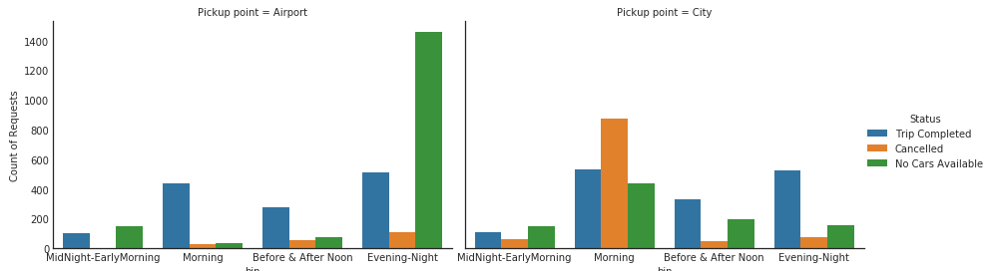 Pickup point = Airport
Pickup point = City
Count of Requests
1400
1200
1000
800
600
400
200
0
MidNight-EarlyMorning Morning Before & After Noon Evening-Night
MidNight-EarlyMorning Morning Before & After Noon Evening-Night
bin
bin
Status
Trip Completed
Cancelled
No Cars Available